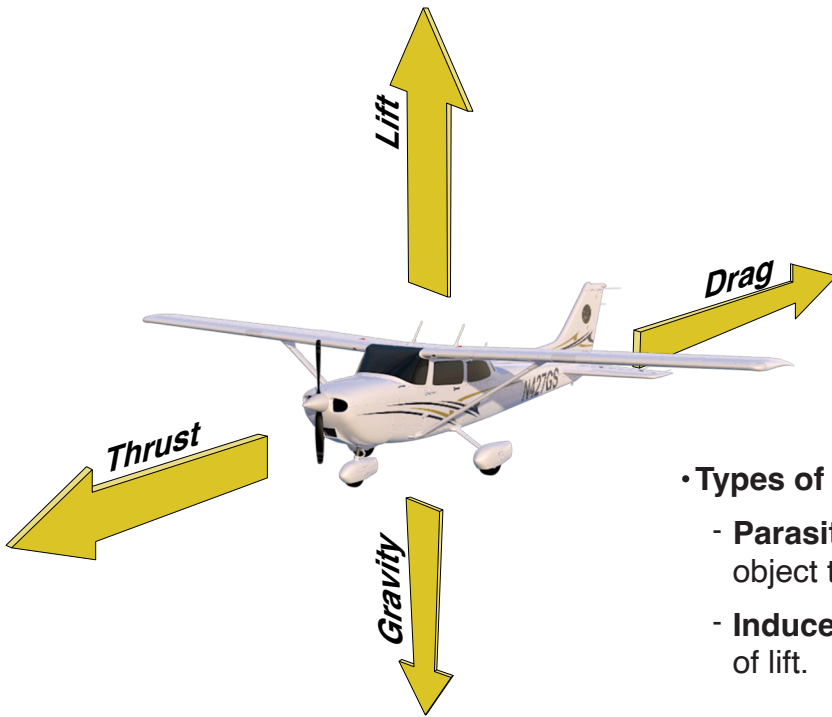 Lift
Drag
N427GS
Thrust
Gravity
• Types of
- Parasit
object t
- Induce
of lift.